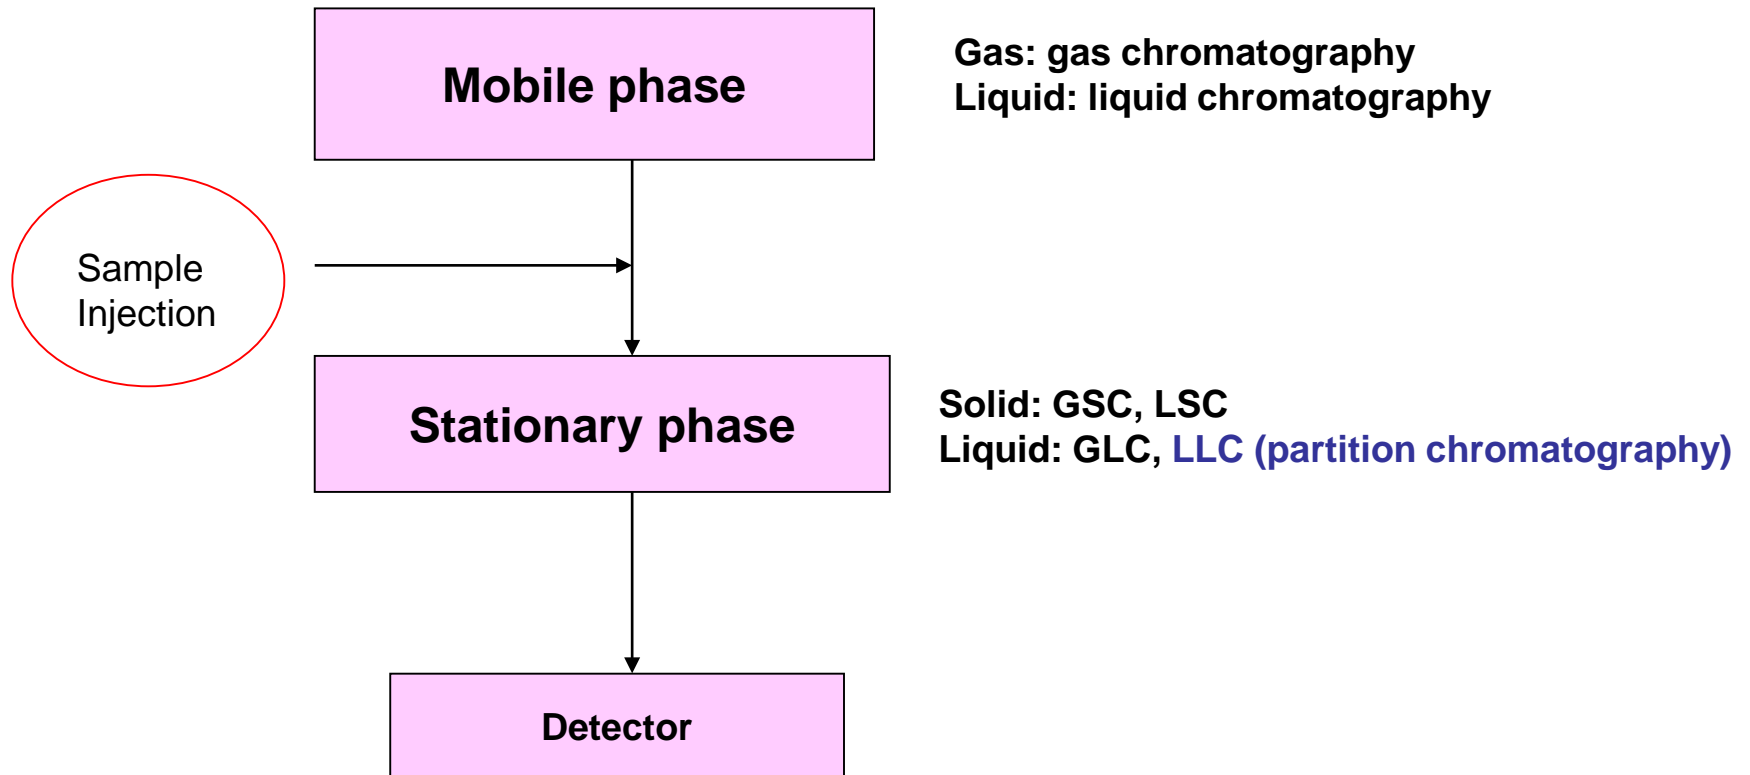 Mobile phase
Gas: gas chromatography
Liquid: liquid chromatography
Sample
Injection
Stationary phase
Solid: GSC, LSC
Liquid: GLC, LLC (partition chromatography)
Detector